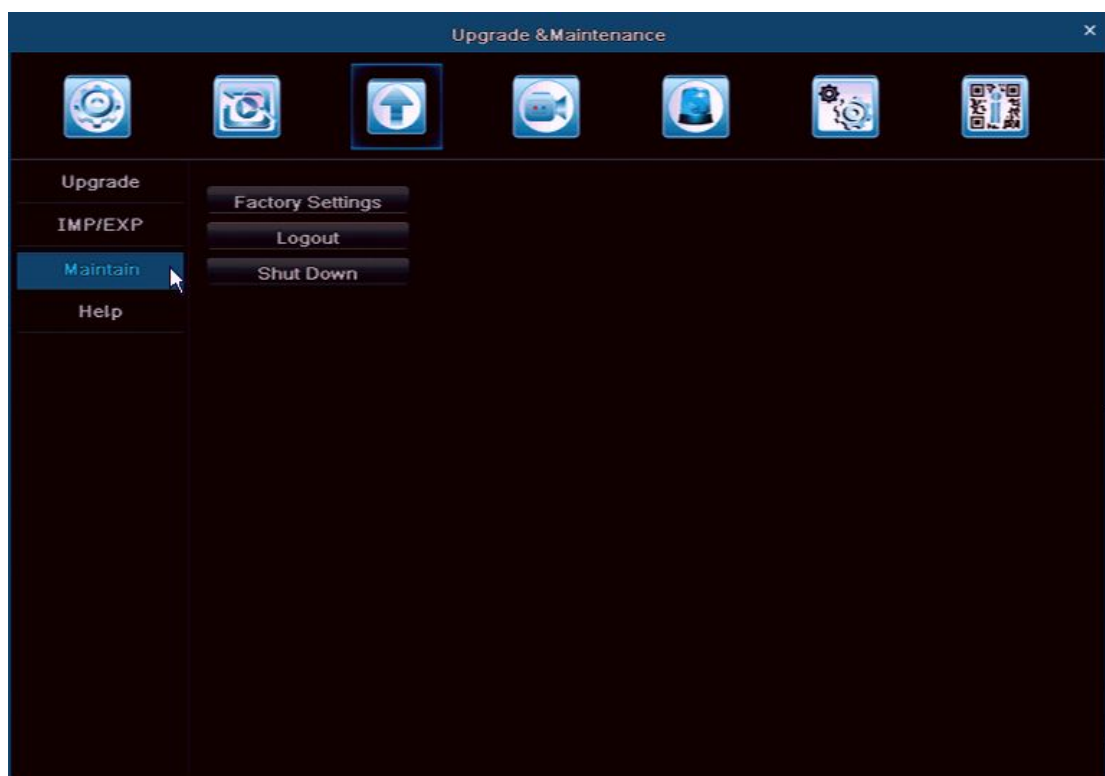 Upgrade &Maintenance
×
Upgrade
IMP/EXP
Maintain
Help
Factory Settings
Logout
Shut Down